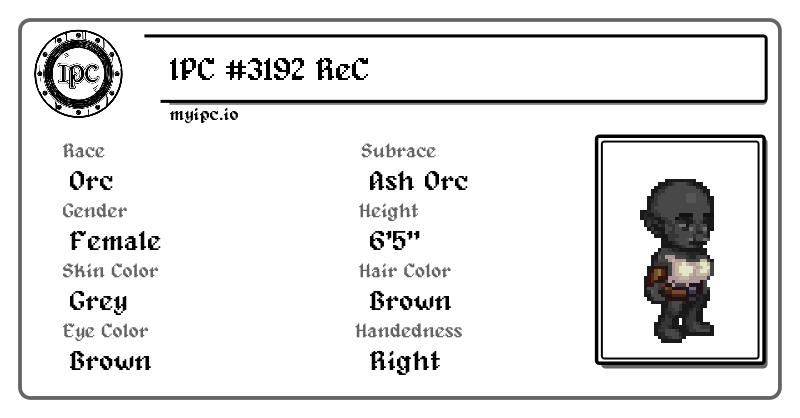 IPC
IPC #3192 ReC
myipc.io
Race
Orc
Subrace
Ash Orc
Gender
Female
Height
6'5"
Skin Color
Grey
Hair Color
Brown
Eye Color
Brown
Handedness
Right